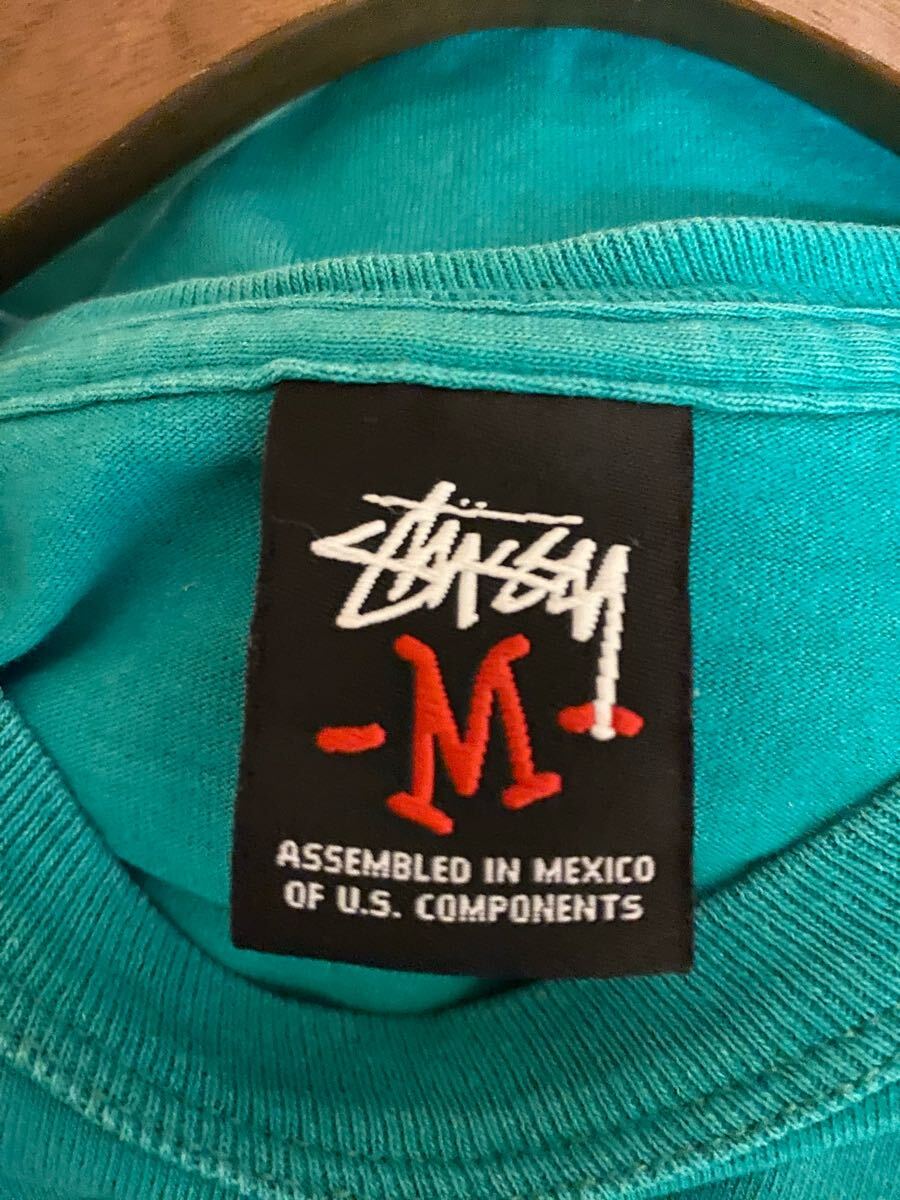 STÜSSY
- M -
ASSEMBLED IN MEXICO
OF U.S. COMPONENTS